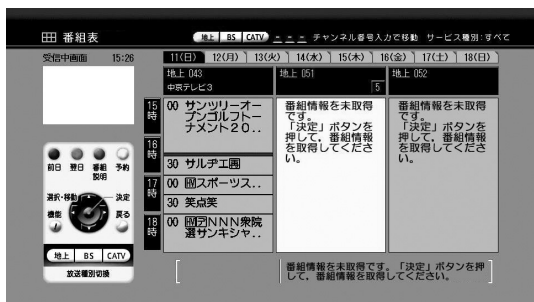 番組表
地上 BS CATV _ _ _ チャンネル番号入力で移動 サービス種別:すべて
受信中画面 15:26
11(日) 12(月) 13(火) 14(水) 15(木) 16(金) 17(土) 18(日)
地上 043
中京テレビ3
地上 051
5
地上 052
15時
00 サンツリーオー
プンゴルフトー
ナメント20..
16時
30 サルヂエ再
17時
00 HVスポーツス..
30 笑点笑
18時
00 HVデNNN衆院
選サンキシャ..
番組情報を未取得
です。
「決定」ボタンを
押して、番組情報
を取得してくださ
い。
番組情報を未取得
です。
「決定」ボタンを
押して、番組情報
を取得してくださ
い。
前日 翌日 番組説明 予約
選択・移動 決定
機能 戻る
地上 BS CATV
放送種別切換
番組情報を未取得です。「決定」ボタンを押
して、番組情報を取得してください。